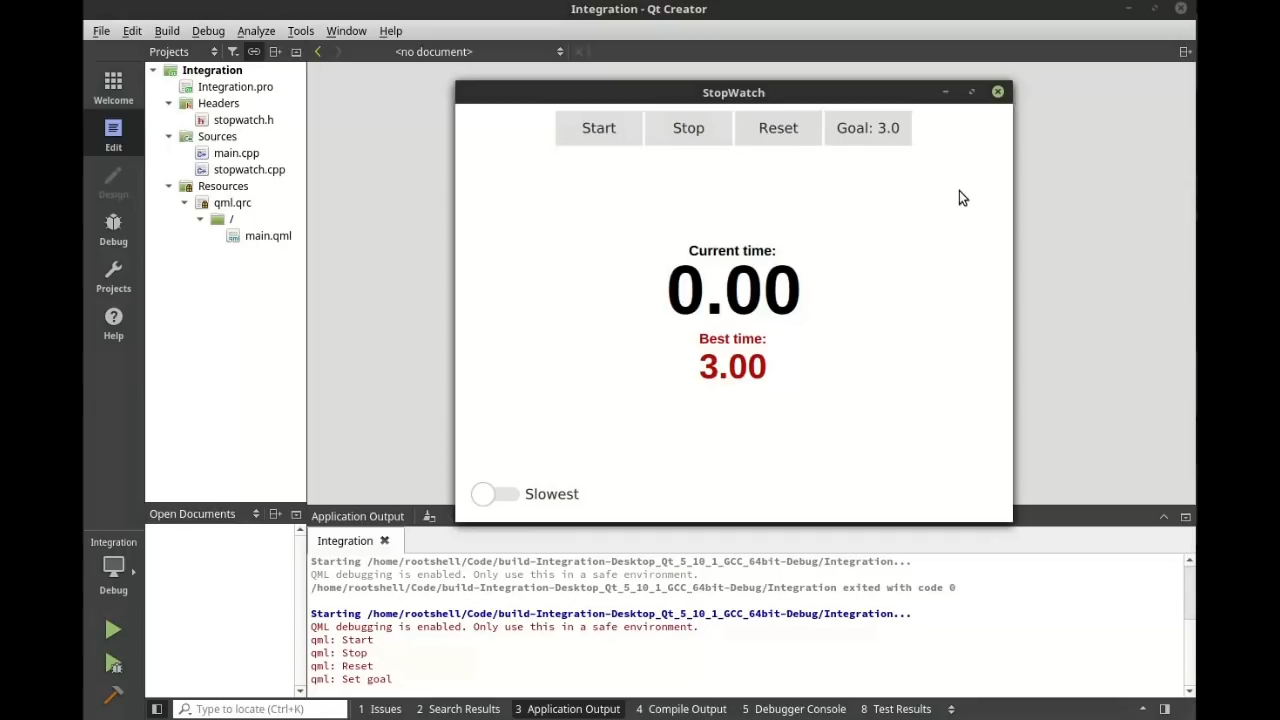 Integration - Qt Creator
File Edit Build Debug Analyze Tools Window Help
Projects
<no document>
Welcome
Edit
Design
Debug
Projects
Help
Integration
Integration.pro
Headers
stopwatch.h
Sources
main.cpp
stopwatch.cpp
Resources
qml.qrc
/
main.qml
StopWatch
Start Stop Reset Goal: 3.0
Current time:
0.00
Best time:
3.00
Slowest
Open Documents
Integration
Debug
Application Output
Integration
Starting /home/rootshell/Code/build-Integration-Desktop_Qt_5_10_1_GCC_64bit-Debug/Integration...
QML debugging is enabled. Only use this in a safe environment.
/home/rootshell/Code/build-Integration-Desktop_Qt_5_10_1_GCC_64bit-Debug/Integration exited with code 0
Starting /home/rootshell/Code/build-Integration-Desktop_Qt_5_10_1_GCC_64bit-Debug/Integration...
QML debugging is enabled. Only use this in a safe environment.
qml: Start
qml: Stop
qml: Reset
qml: Set goal
Type to locate (Ctrl+K) 1 Issues 2 Search Results 3 Application Output 4 Compile Output 5 Debugger Console 8 Test Results